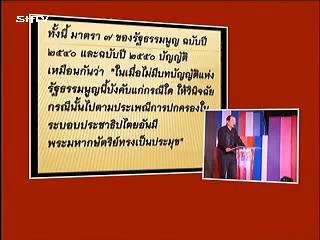 ทั้งนี้ มาตรา ๗ ของรัฐธรรมนูญ ฉบับปี
๒๕๔๐ และฉบับปี ๒๕๕๐ บัญญัติ
เหมือนกันว่า "ในเมื่อไม่มีบทบัญญัติแห่ง
รัฐธรรมนูญนี้บังคับแก่กรณีใด ให้วินิจฉัย
กรณีนั้นไปตามประเพณีการปกครองใน
ระบอบประชาธิปไตยอันมี
พระมหากษัตริย์ทรงเป็นประมุข"